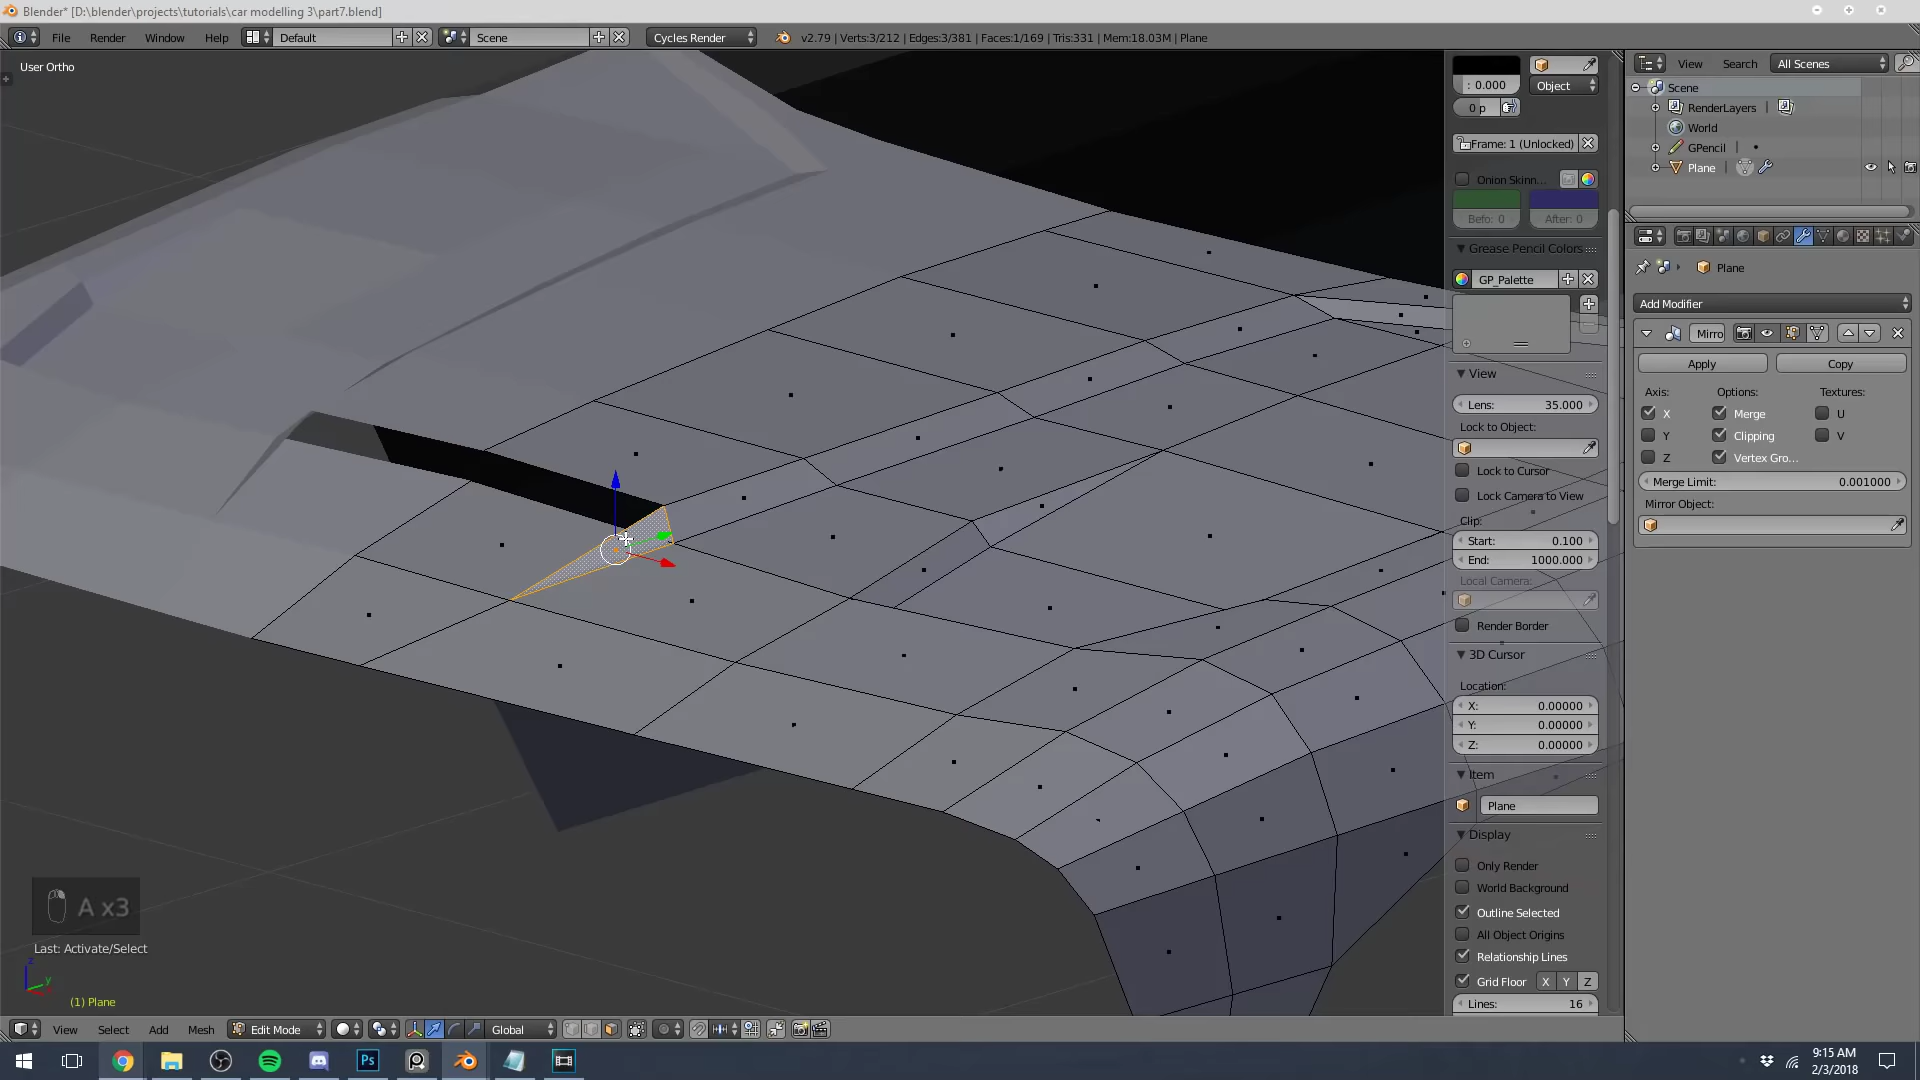 Blender* [D:\blender\projects\tutorials\car modelling 3\part7.blend]
File Render Window Help Default Scene Cycles Render v2.79 | Verts:3/212 | Edges:3/381 | Faces:1/169 | Tris:331 | Mem:18.03M | Plane
User Ortho
: 0.000
Object
0 p
Frame: 1 (Unlocked)
Onion Skinn...
Befo: 0 After: 0
Grease Pencil Colors
GP_Palette
View
Lens: 35.000
Lock to Object:
Lock to Cursor
Lock Camera to View
Clip:
Start: 0.100
End: 1000.000
Local Camera:
Render Border
3D Cursor
Location:
X: 0.00000
Y: 0.00000
Z: 0.00000
Item
Plane
Display
Only Render
World Background
Outline Selected
All Object Origins
Relationship Lines
Grid Floor X Y Z
Lines: 16
View Search All Scenes
Scene
RenderLayers
World
GPencil
Plane
Plane
Add Modifier
Mirro
Apply Copy
Axis: Options: Textures:
X Merge U
Y Clipping V
Z Vertex Gro...
Merge Limit: 0.001000
Mirror Object:
A x3
Last: Activate/Select
z
y
(1) Plane
View Select Add Mesh Edit Mode Global
Ps
9:15 AM
2/3/2018